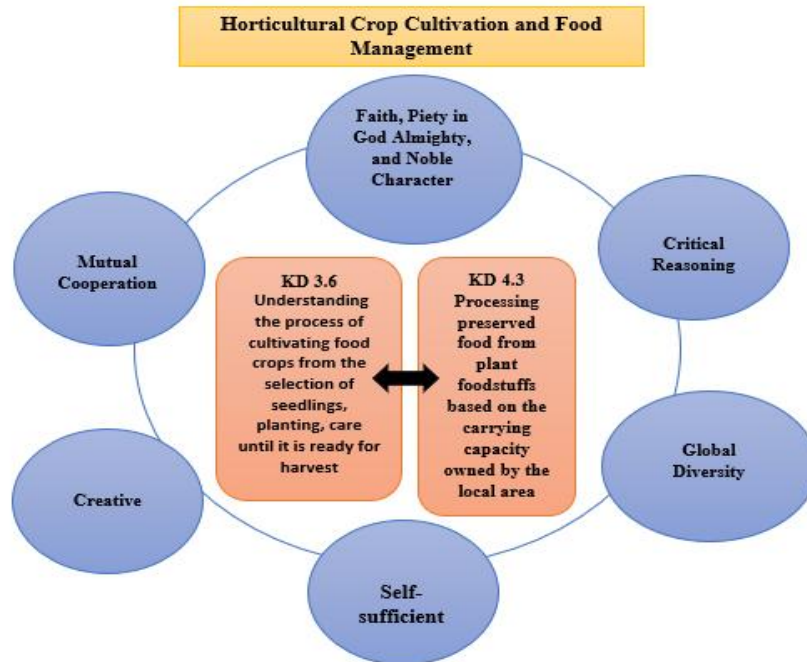 Horticultural Crop Cultivation and Food
Management
Faith, Piety in
God Almighty,
and Noble
Character
Mutual
Cooperation
Critical
Reasoning
KD 3.6
Understanding
the process of
cultivating food
crops from the
selection of
seedlings,
planting, care
until it is ready for
harvest
KD 4.3
Processing
preserved
food from
plant
foodstuffs
based on the
carrying
capacity
owned by the
local area
Global
Diversity
Creative
Self-
sufficient